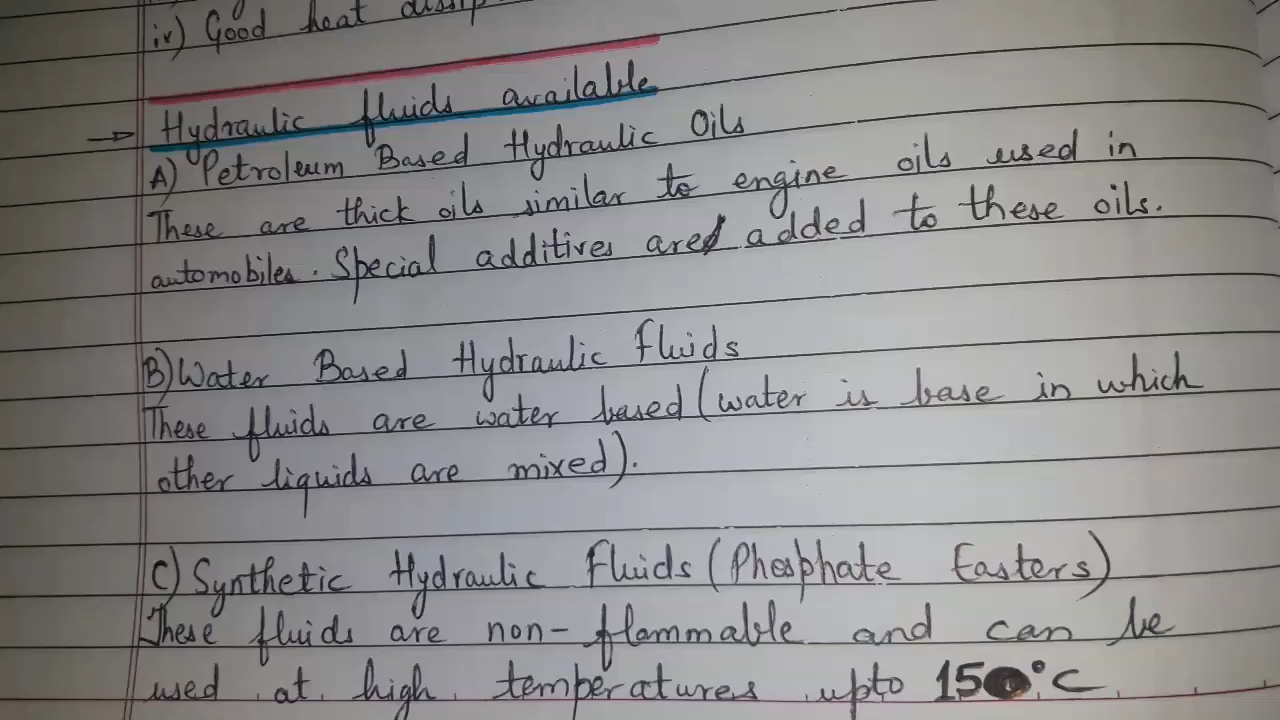 iv) Good heat
→ Hydraulic fluids available
A) Petroleum Based Hydraulic Oils
These are thick oils similar to engine oils used in
automobiles. Special additives are added to these oils.
B) Water Based Hydraulic Fluids
These fluids are water based (water is base in which
other liquids are mixed).
C) Synthetic Hydraulic Fluids (Phosphate Easters)
These fluids are non-flammable and can be
used at high temperatures upto 150°C